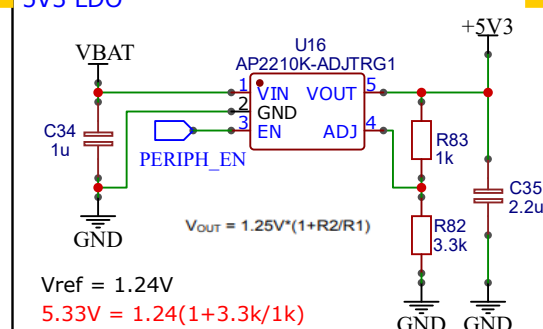 5V3 LDO
+5V3
VBAT
U16
AP2210K-ADJTRG1
1
VIN
VOUT
5
2
GND
3
EN
ADJ
4
C34
1u
PERIPH_EN
R83
1k
C35
2.2u
R82
3.3k
GND
V_OUT = 1.25V*(1+R2/R1)
Vref = 1.24V
5.33V = 1.24(1+3.3k/1k)
GND
GND